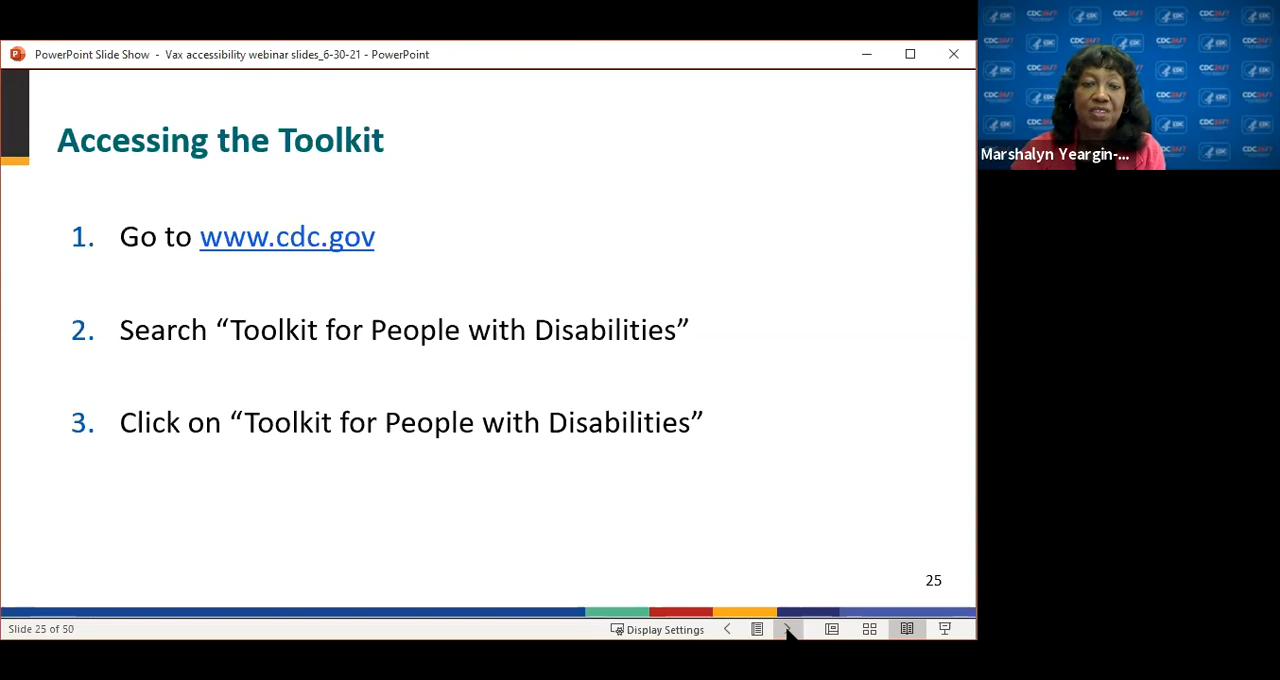 PowerPoint Slide Show - Vax accessibility webinar slides_6-30-21 - PowerPoint
Accessing the Toolkit
1. Go to www.cdc.gov
2. Search “Toolkit for People with Disabilities”
3. Click on “Toolkit for People with Disabilities”
25
Slide 25 of 50
Display Settings
Marshalyn Yeargin-...